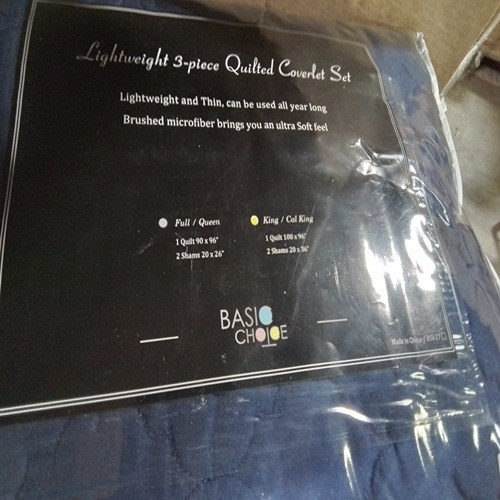 Lightweight 3-piece Quilted Coverlet Set
Lightweight and Thin, can be used all year long
Brushed microfiber brings you an ultra Soft feel
Full / Queen
1 Quilt 90 x 96"
2 Shams 20 x 26"
King / Cal King
1 Quilt 108 x 96"
2 Shams 20 x 36"
BASIC
CHOICE
Made in China /